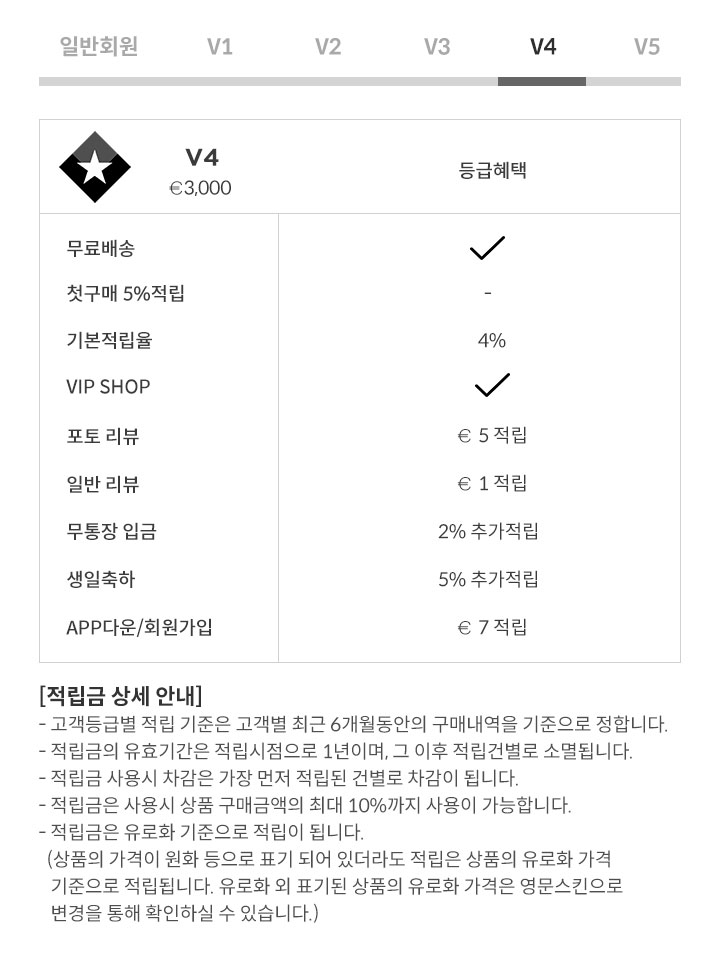 일반회원 V1 V2 V3 V4 V5
V4
€3,000
등급혜택
무료배송
첫구매 5%적립 -
기본적립율 4%
VIP SHOP
포토 리뷰 € 5 적립
일반 리뷰 € 1 적립
무통장 입금 2% 추가적립
생일축하 5% 추가적립
APP다운/회원가입 € 7 적립
[적립금 상세 안내]
- 고객등급별 적립 기준은 고객별 최근 6개월동안의 구매내역을 기준으로 정합니다.
- 적립금의 유효기간은 적립시점으로 1년이며, 그 이후 적립건별로 소멸됩니다.
- 적립금 사용시 차감은 가장 먼저 적립된 건별로 차감이 됩니다.
- 적립금은 사용시 상품 구매금액의 최대 10%까지 사용이 가능합니다.
- 적립금은 유로화 기준으로 적립이 됩니다.
(상품의 가격이 원화 등으로 표기 되어 있더라도 적립은 상품의 유로화 가격
기준으로 적립됩니다. 유로화 외 표기된 상품의 유로화 가격은 영문스킨으로
변경을 통해 확인하실 수 있습니다.)